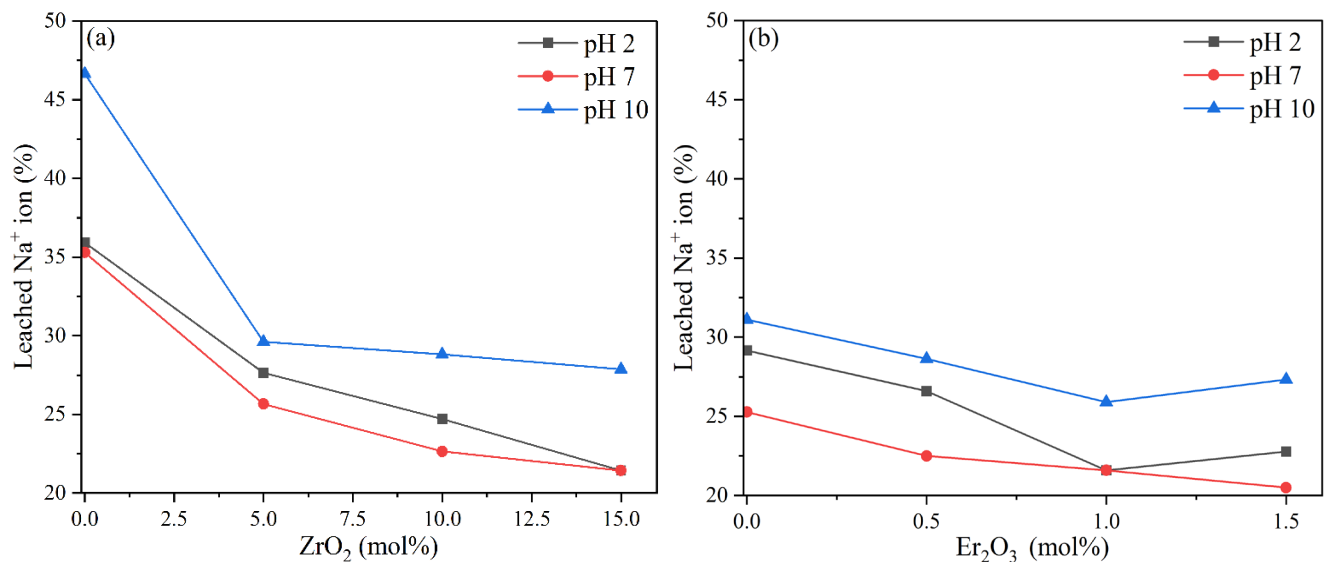 (a)
pH 2
pH 7
pH 10
Leached Na⁺ ion (%)
50
45
40
35
30
25
20
0.0 2.5 5.0 7.5 10.0 12.5 15.0
ZrO₂ (mol%)
(b)
pH 2
pH 7
pH 10
Leached Na⁺ ion (%)
50
45
40
35
30
25
20
0.0 0.5 1.0 1.5
Er₂O₃ (mol%)